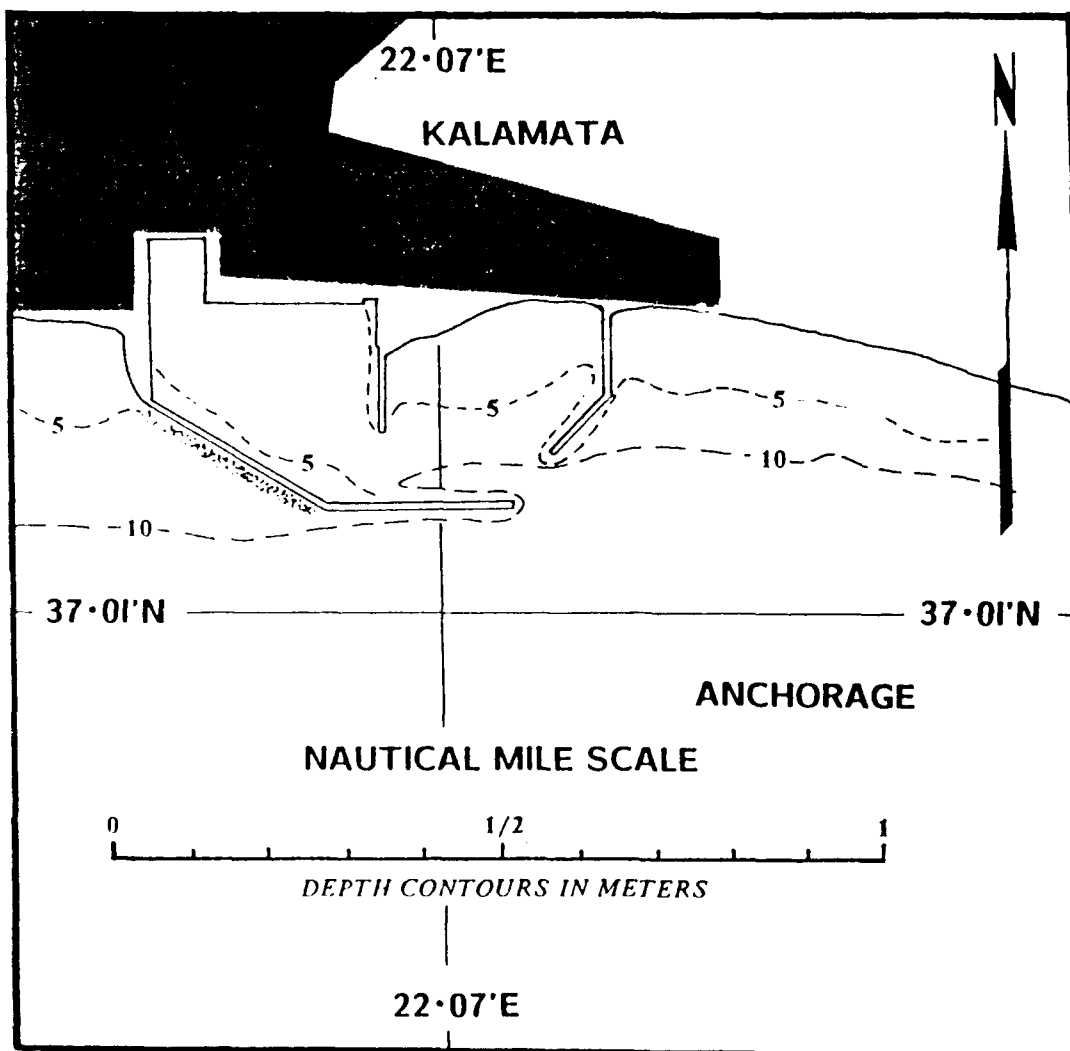 22·07'E
N
KALAMATA
5
5
5
5
10
10
37·01'N
37·01'N
ANCHORAGE
NAUTICAL MILE SCALE
0 1/2 1
DEPTH CONTOURS IN METERS
22·07'E